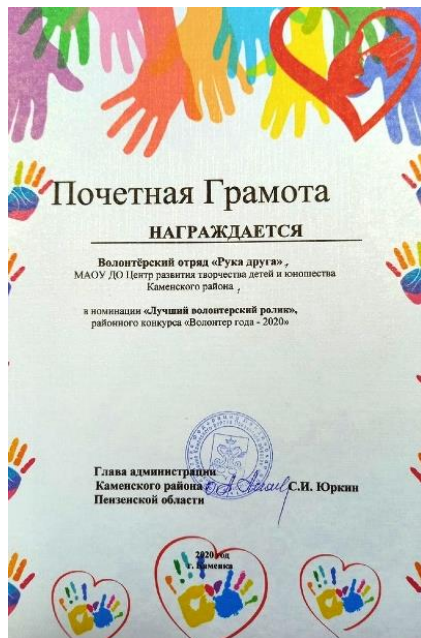 Почетная Грамота
НАГРАЖДАЕТСЯ
Волонтёрский отряд «Рука друга» ,
МАОУ ДО Центр развития творчества детей и юношества
Каменского района ,
в номинации «Лучший волонтерский ролик»,
районного конкурса «Волонтер года - 2020»
Глава администрации
Каменского района
С.И. Юркин
Пензенской области
2020 год
г. Каменка